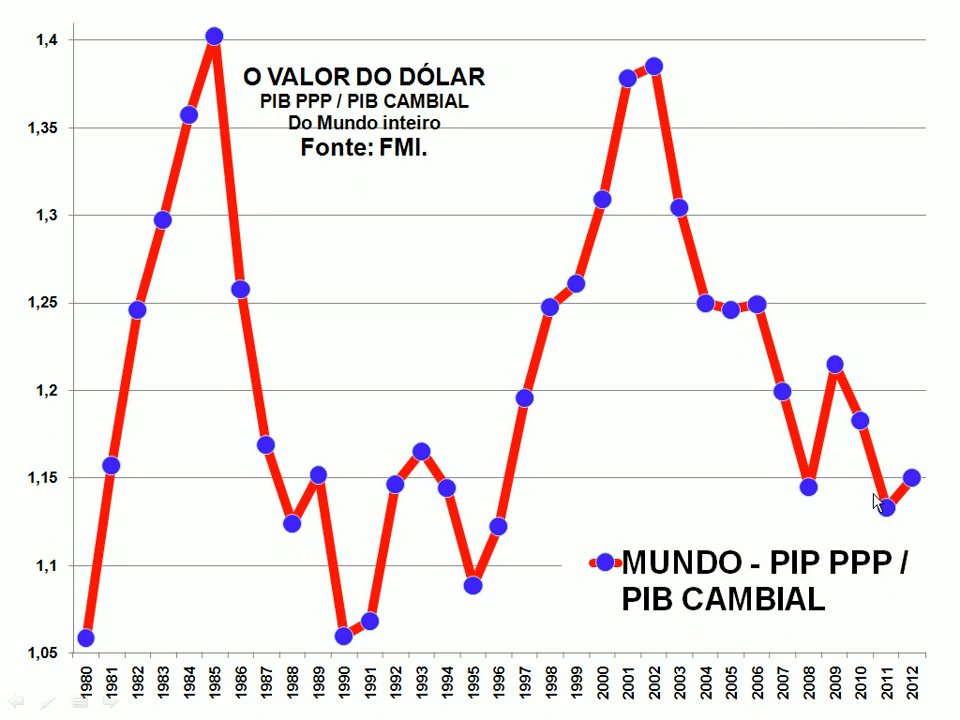 O VALOR DO DÓLAR
PIB PPP / PIB CAMBIAL
Do Mundo inteiro
Fonte: FMI.
1,4
1,35
1,3
1,25
1,2
1,15
1,1
1,05
MUNDO - PIP PPP /
PIB CAMBIAL
1980 1981 1982 1983 1984 1985 1986 1987 1988 1989 1990 1991 1992 1993 1994 1995 1996 1997 1998 1999 2000 2001 2002 2003 2004 2005 2006 2007 2008 2009 2010 2011 2012